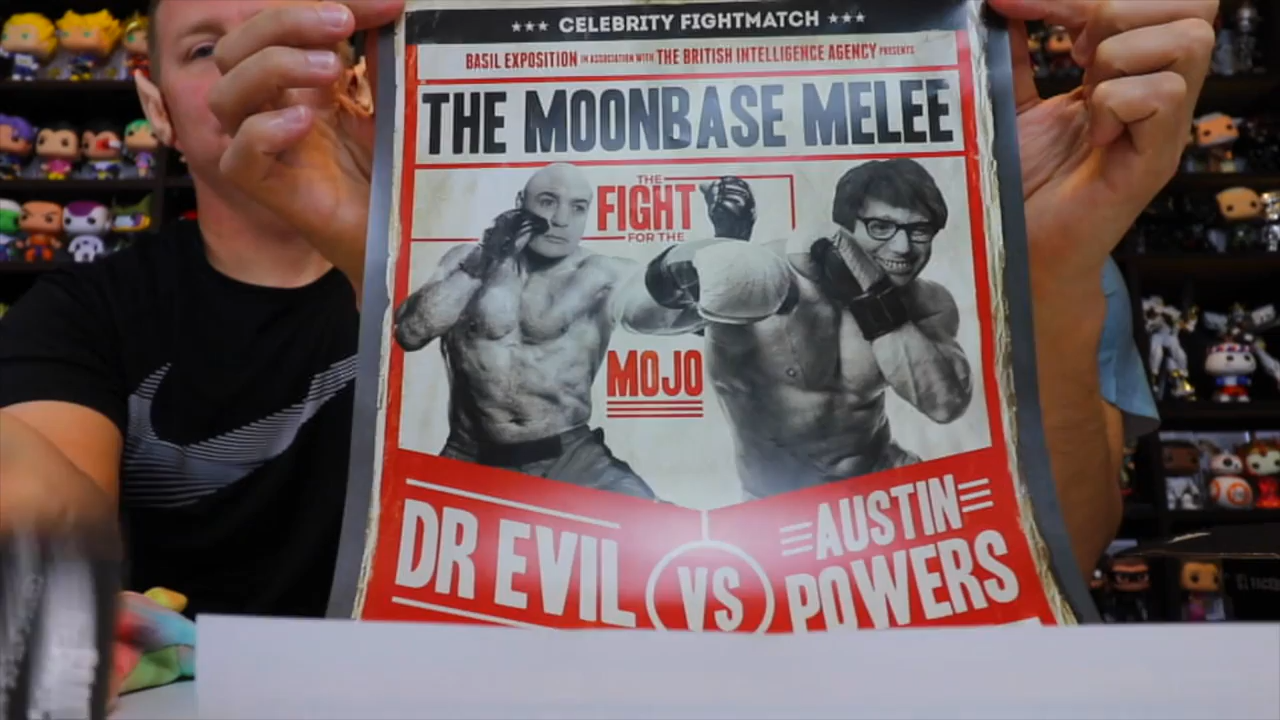 ★★★ CELEBRITY FIGHTMATCH ★★★
BASIL EXPOSITION IN ASSOCIATION WITH THE BRITISH INTELLIGENCE AGENCY PRESENTS
THE MOONBASE MELEE
THE
FIGHT
FOR THE
MOJO
DR EVIL
VS
AUSTIN
POWERS